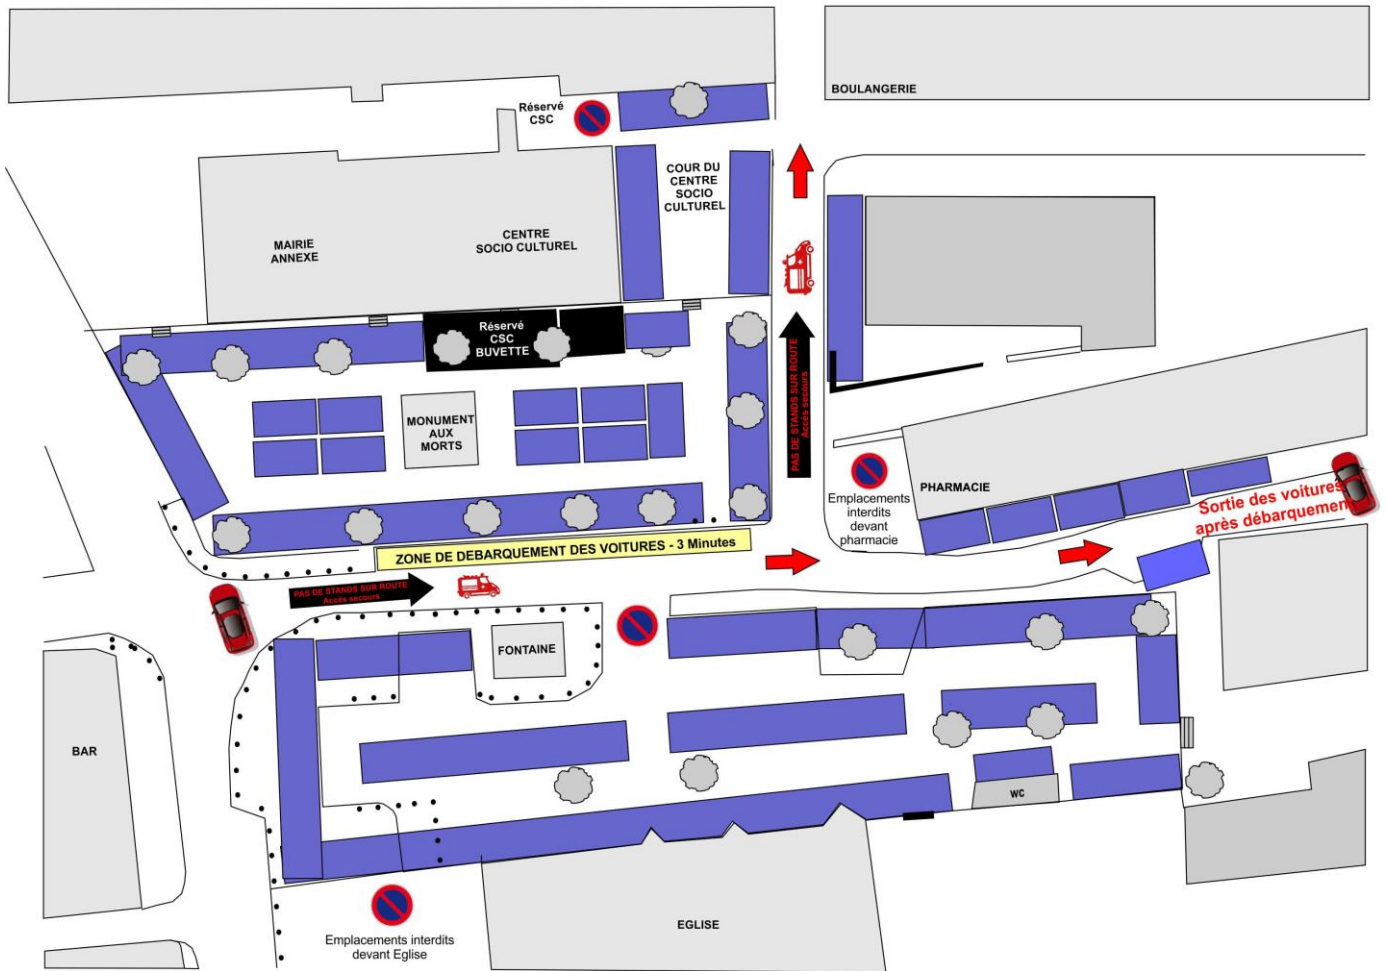 BOULANGERIE
Réservé
CSC
COUR DU
CENTRE
SOCIO
CULTUREL
MAIRIE
ANNEXE
CENTRE
SOCIO CULTUREL
Réservé
CSC
BUVETTE
MONUMENT
AUX
MORTS
PAS DE STANDS SUR ROUTE
Accès secours
Emplacements
interdits
devant
pharmacie
PHARMACIE
Sortie des voitures
après débarquement
ZONE DE DEBARQUEMENT DES VOITURES - 3 Minutes
PAS DE STANDS SUR ROUTE
Accès secours
FONTAINE
BAR
WC
EGLISE
Emplacements interdits
devant Eglise